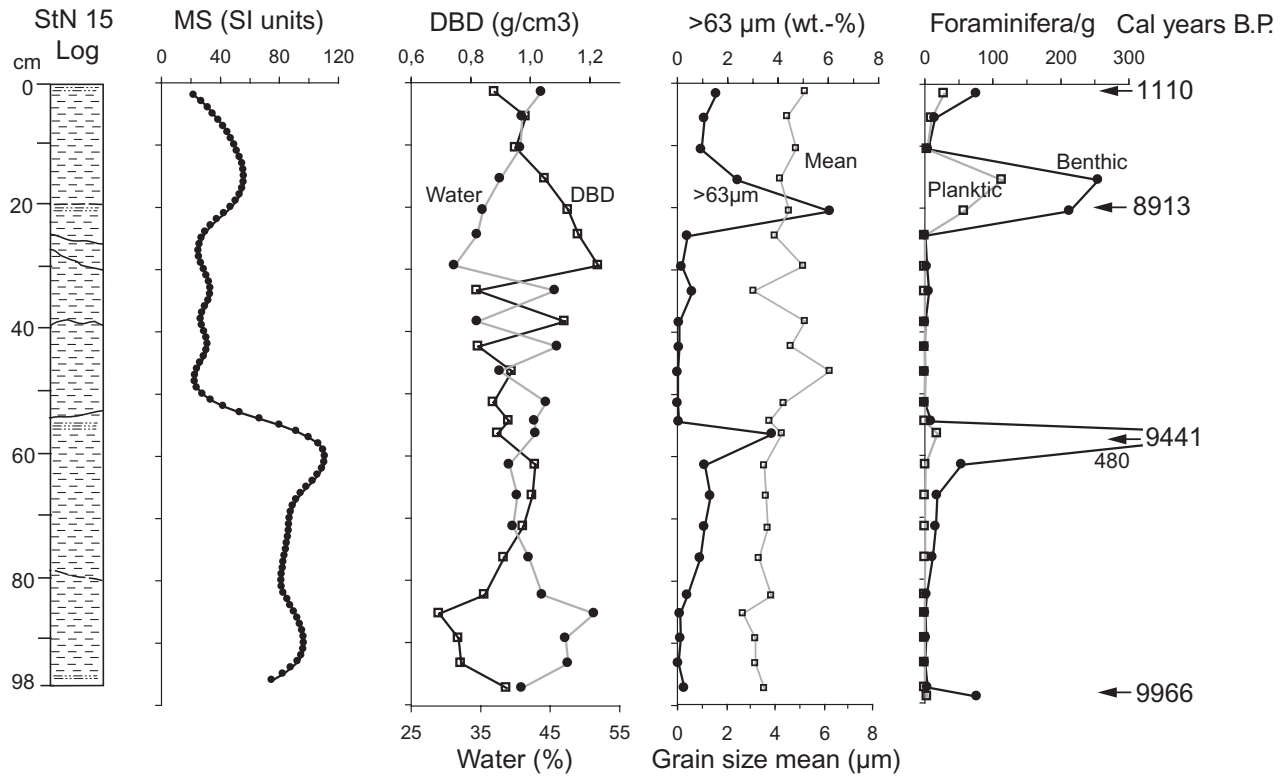 StN 15
Log
cm
0
20
40
60
80
98
MS (SI units)
0 40 80 120
DBD (g/cm3)
0,6 1,0 1,2
Water
DBD
25 35 45 55
Water (%)
>63 µm (wt.-%)
0 2 4 6 8
Mean
>63µm
0 2 4 6 8
Grain size mean (µm)
Foraminifera/g
0 100 200 300
Benthic
Planktic
480
Cal years B.P.
1110
8913
9441
9966